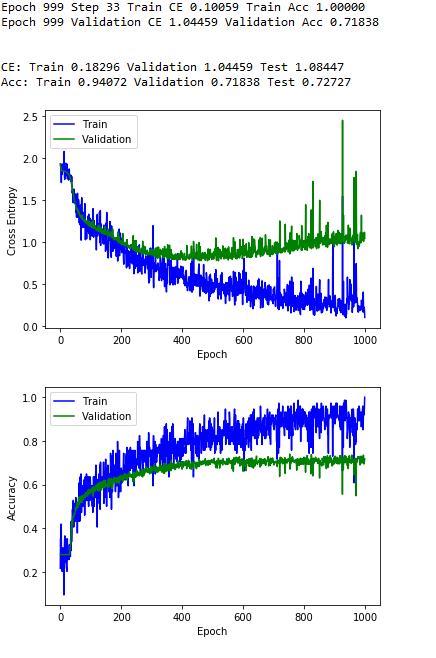 Epoch 999 Step 33 Train CE 0.10059 Train Acc 1.00000
Epoch 999 Validation CE 1.04459 Validation Acc 0.71838
CE: Train 0.18296 Validation 1.04459 Test 1.08447
Acc: Train 0.94072 Validation 0.71838 Test 0.72727
2.5
2.0
1.5
1.0
0.5
0.0
Cross Entropy
Train
Validation
0 200 400 600 800 1000
Epoch
1.0
0.8
0.6
0.4
0.2
Accuracy
Train
Validation
0 200 400 600 800 1000
Epoch